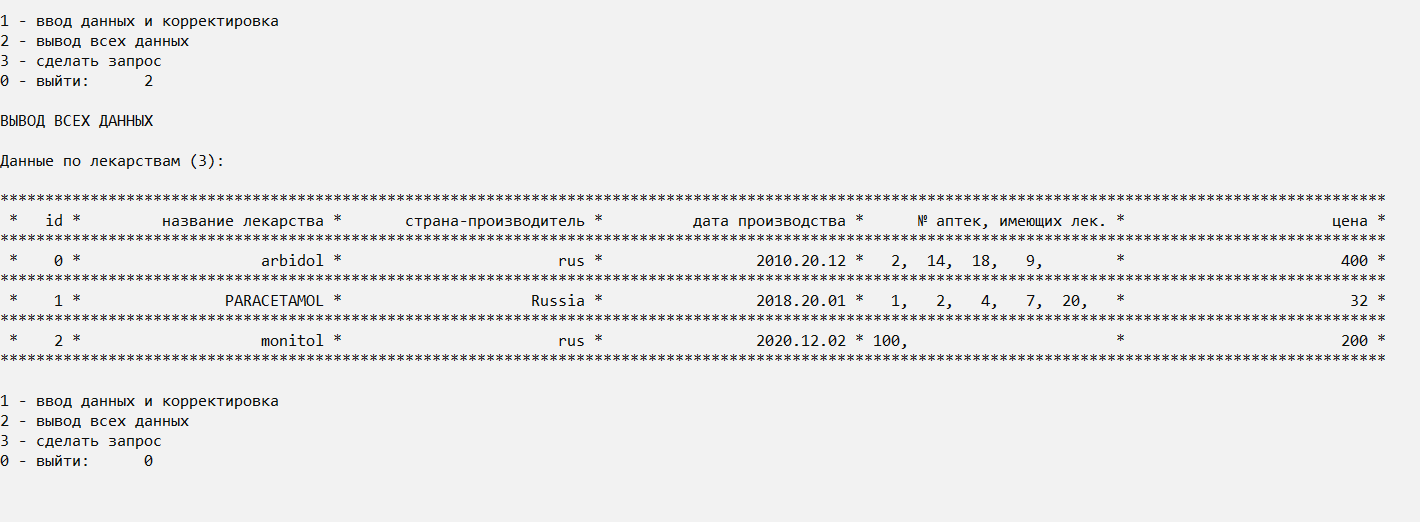 1 - ввод данных и корректировка
2 - вывод всех данных
3 - сделать запрос
0 - выйти:      2
ВЫВОД ВСЕХ ДАННЫХ
Данные по лекарствам (3):
**********************************************************************************************************************************************************
 *   id *         название лекарства *       страна-производитель *          дата производства *      № аптек, имеющих лек. *                       цена *
**********************************************************************************************************************************************************
 *    0 *                    arbidol *                        rus *                 2010.20.12 *   2,  14,  18,   9,        *                        400 *
**********************************************************************************************************************************************************
 *    1 *                PARACETAMOL *                     Russia *                 2018.20.01 *   1,   2,   4,   7,  20,   *                         32 *
**********************************************************************************************************************************************************
 *    2 *                    monitol *                        rus *                 2020.12.02 * 100,                       *                        200 *
**********************************************************************************************************************************************************
1 - ввод данных и корректировка
2 - вывод всех данных
3 - сделать запрос
0 - выйти:      0